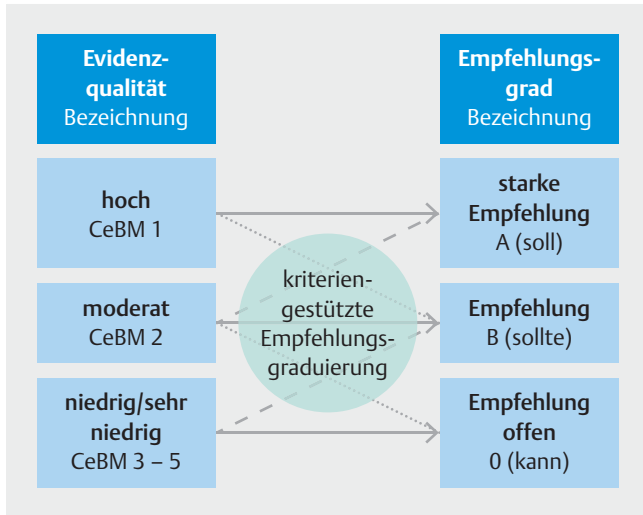 Evidenz-
qualität
Bezeichnung
Empfehlungs-
grad
Bezeichnung
hoch
CeBM 1
starke
Empfehlung
A (soll)
kriterien-
gestützte
Empfehlungs-
graduierung
moderat
CeBM 2
Empfehlung
B (sollte)
niedrig/sehr
niedrig
CeBM 3 – 5
Empfehlung
offen
0 (kann)